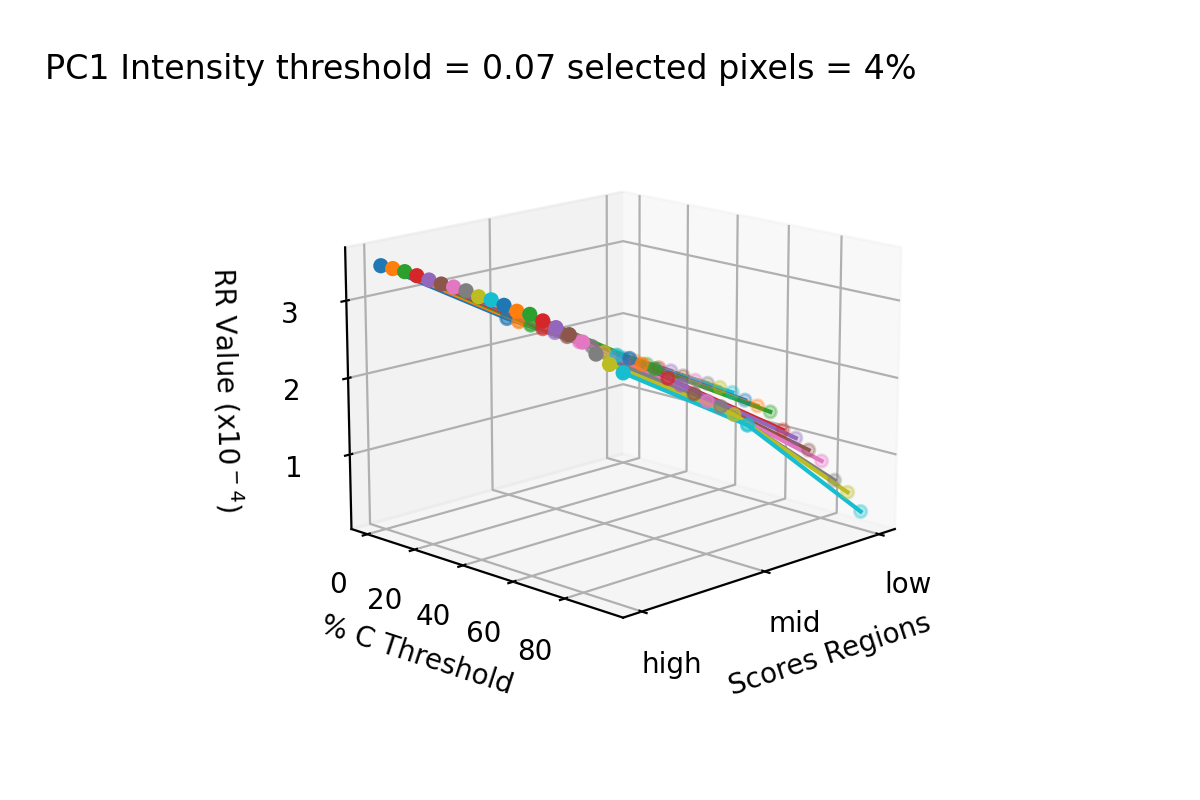 PC1 Intensity threshold = 0.07 selected pixels = 4%
RR Value (x10⁻⁴)
3
2
1
0
20
40
60
80
% C Threshold
high
mid
low
Scores Regions